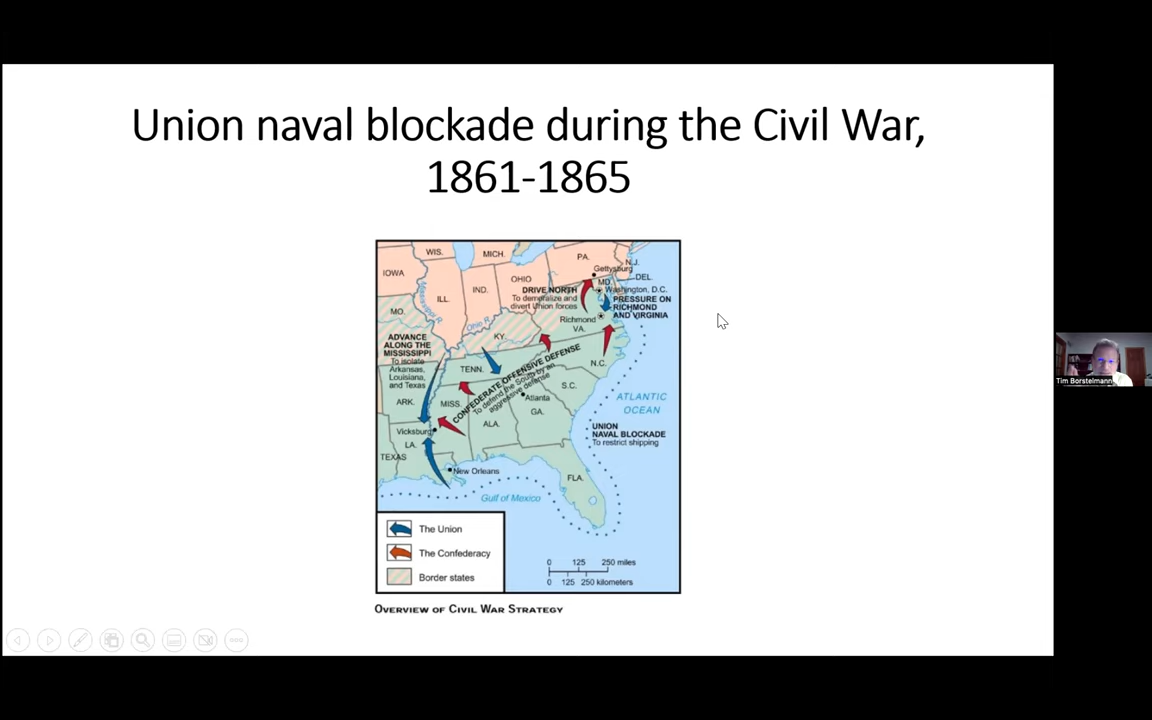 Union naval blockade during the Civil War,
1861-1865
WIS.
MICH.
PA.
N.J.
IOWA
Gettysburg
OHIO
MD.
DEL.
IND.
ILL.
Mississippi R.
DRIVE NORTH
To demoralize and
divert Union forces
Washington, D.C.
PRESSURE ON
RICHMOND
AND VIRGINIA
MO.
Ohio R.
Richmond
VA.
KY.
ADVANCE
ALONG THE
MISSISSIPPI
To isolate
Arkansas,
Louisiana,
and Texas
CONFEDERATE OFFENSIVE DEFENSE
To defend the South by an
aggressive defense
N.C.
TENN.
S.C.
ARK.
MISS.
Atlanta
GA.
ATLANTIC
OCEAN
ALA.
Vicksburg
UNION
NAVAL BLOCKADE
To restrict shipping
LA.
TEXAS
New Orleans
FLA.
Gulf of Mexico
The Union
The Confederacy
Border states
0 125 250 miles
0 125 250 kilometers
OVERVIEW OF CIVIL WAR STRATEGY
Tim Borstelmann